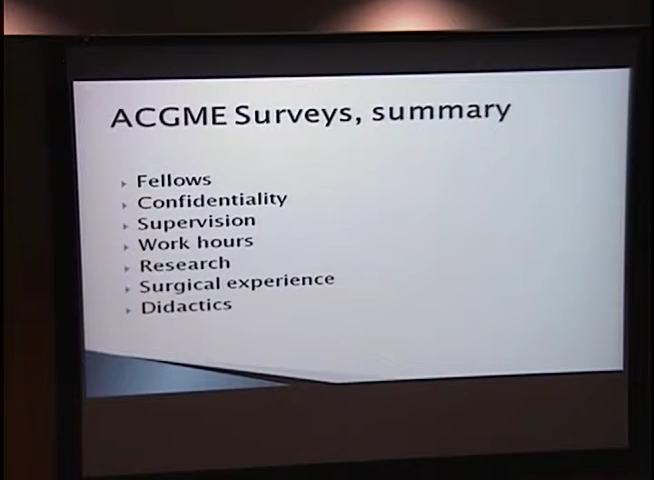 ACGME Surveys, summary
Fellows
Confidentiality
Supervision
Work hours
Research
Surgical experience
Didactics